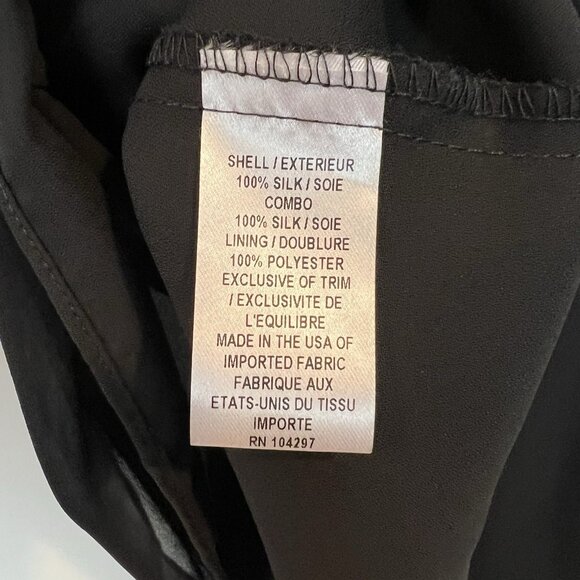 SHELL / EXTERIEUR
100% SILK / SOIE
COMBO
100% SILK / SOIE
LINING / DOUBLURE
100% POLYESTER
EXCLUSIVE OF TRIM
/ EXCLUSIVITE DE
L'EQUILIBRE
MADE IN THE USA OF
IMPORTED FABRIC
FABRIQUE AUX
ETATS-UNIS DU TISSU
IMPORTE
RN 104297